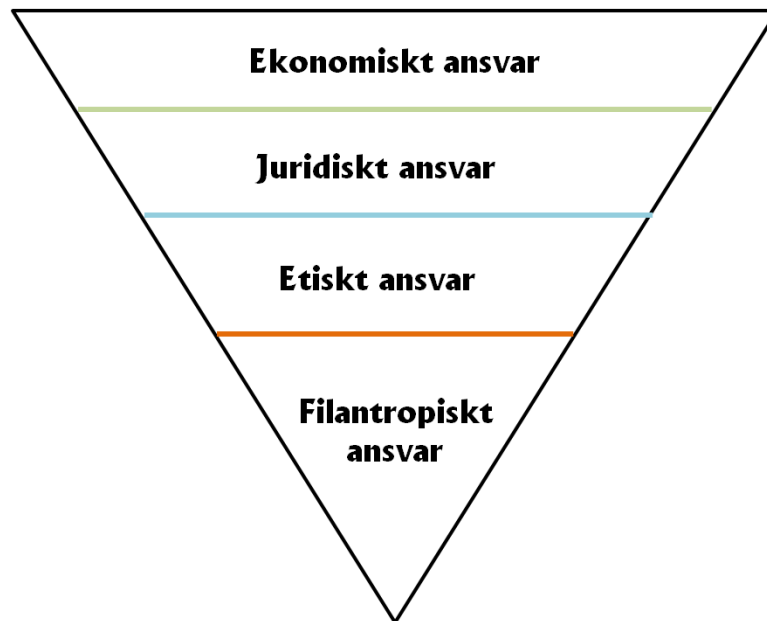 Ekonomiskt ansvar
Juridiskt ansvar
Etiskt ansvar
Filantropiskt
ansvar